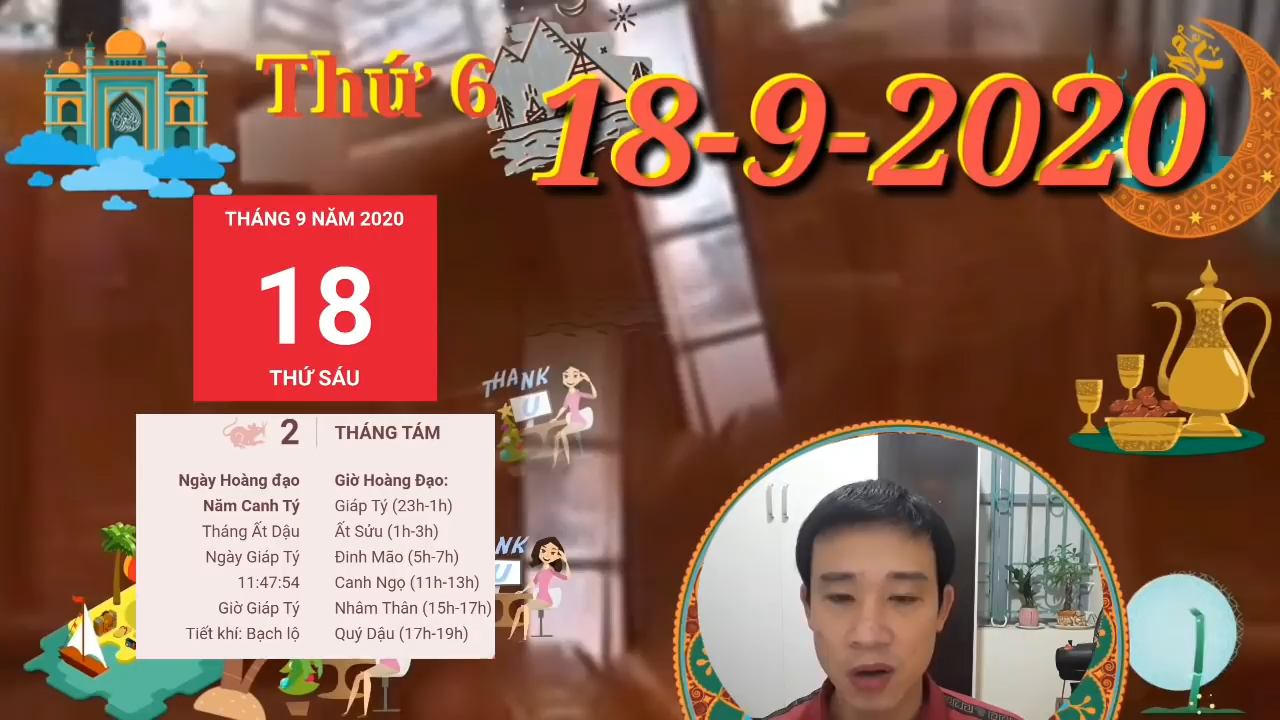 Thứ 6
18-9-2020
THÁNG 9 NĂM 2020
18
THỨ SÁU
2 THÁNG TÁM
Ngày Hoàng đạo
Năm Canh Tý
Tháng Ất Dậu
Ngày Giáp Tý
11:47:54
Giờ Giáp Tý
Tiết khí: Bạch lộ
Giờ Hoàng Đạo:
Giáp Tý (23h-1h)
Ất Sửu (1h-3h)
Đinh Mão (5h-7h)
Canh Ngọ (11h-13h)
Nhâm Thân (15h-17h)
Quý Dậu (17h-19h)
THANK
U
NK
U